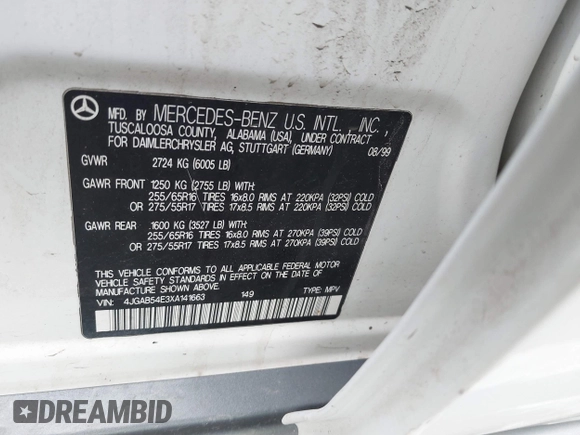 MFD. BY MERCEDES-BENZ U.S. INTL., INC.,
TUSCALOOSA COUNTY, ALABAMA (USA), UNDER CONTRACT
FOR DAIMLERCHRYSLER AG, STUTTGART (GERMANY) 08/99
GVWR 2724 KG (6005 LB)
GAWR FRONT 1250 KG (2755 LB) WITH:
255/65R16 TIRES 16x8.0 RIMS AT 220KPA (32PSI) COLD
OR 275/55R17 TIRES 17x8.5 RIMS AT 220KPA (32PSI) COLD
GAWR REAR 1600 KG (3527 LB) WITH:
255/65R16 TIRES 16x8.0 RIMS AT 270KPA (39PSI) COLD
OR 275/55R17 TIRES 17x8.5 RIMS AT 270KPA (39PSI) COLD
THIS VEHICLE CONFORMS TO ALL APPLICABLE FEDERAL MOTOR
VEHICLE SAFETY STANDARDS IN EFFECT ON THE DATE OF
MANUFACTURE SHOWN ABOVE.
VIN: 4JGAB54E3XA141663 149 TYPE: MPV
DREAMBID